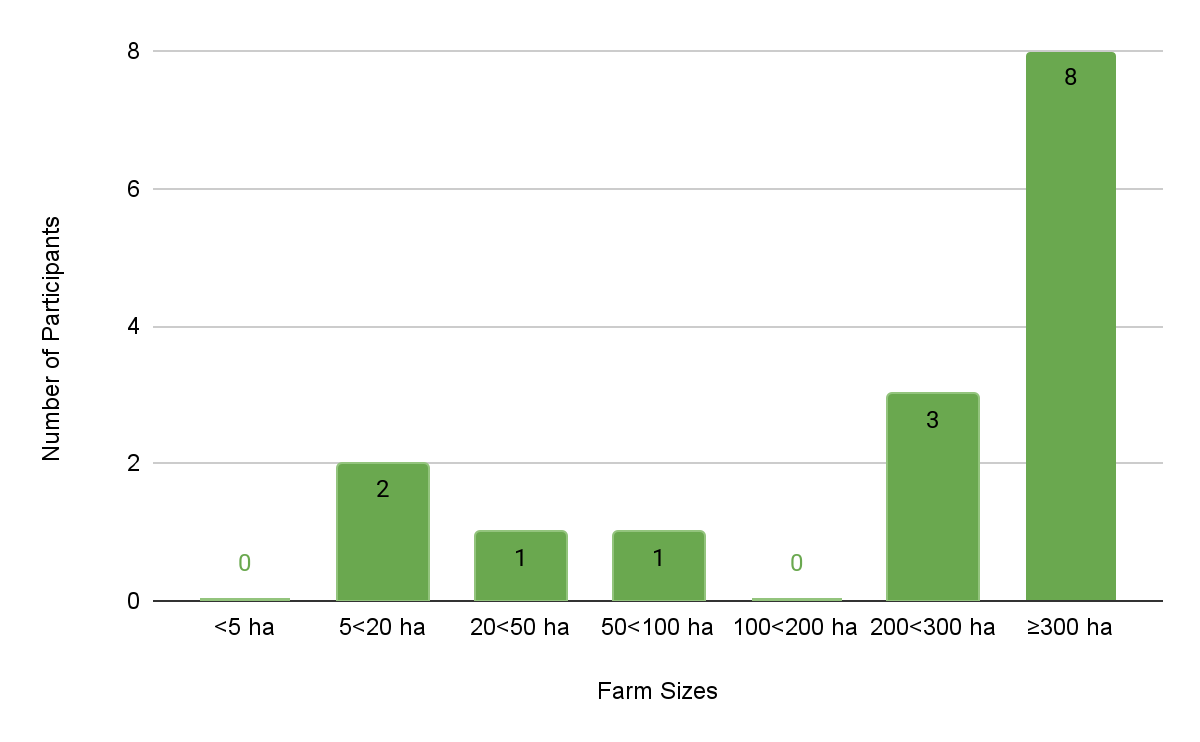 8
6
4
2
0
Number of Participants
0
2
1
1
0
3
8
<5 ha
5<20 ha
20<50 ha
50<100 ha
100<200 ha
200<300 ha
≥300 ha
Farm Sizes